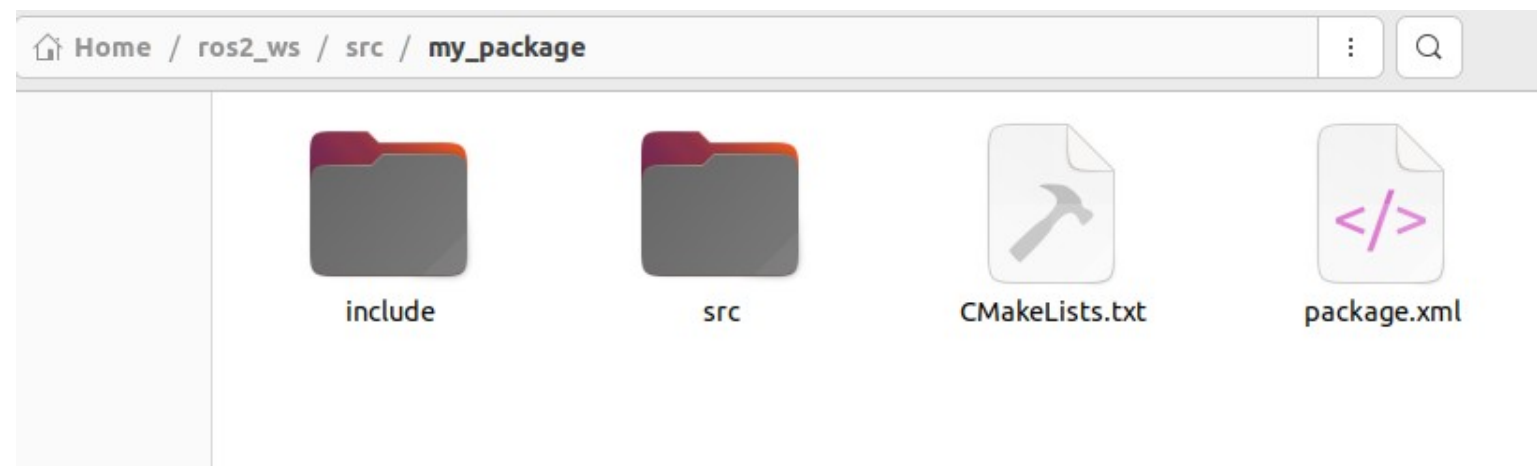 Home / ros2_ws / src / my_package
</>
include src CMakeLists.txt package.xml